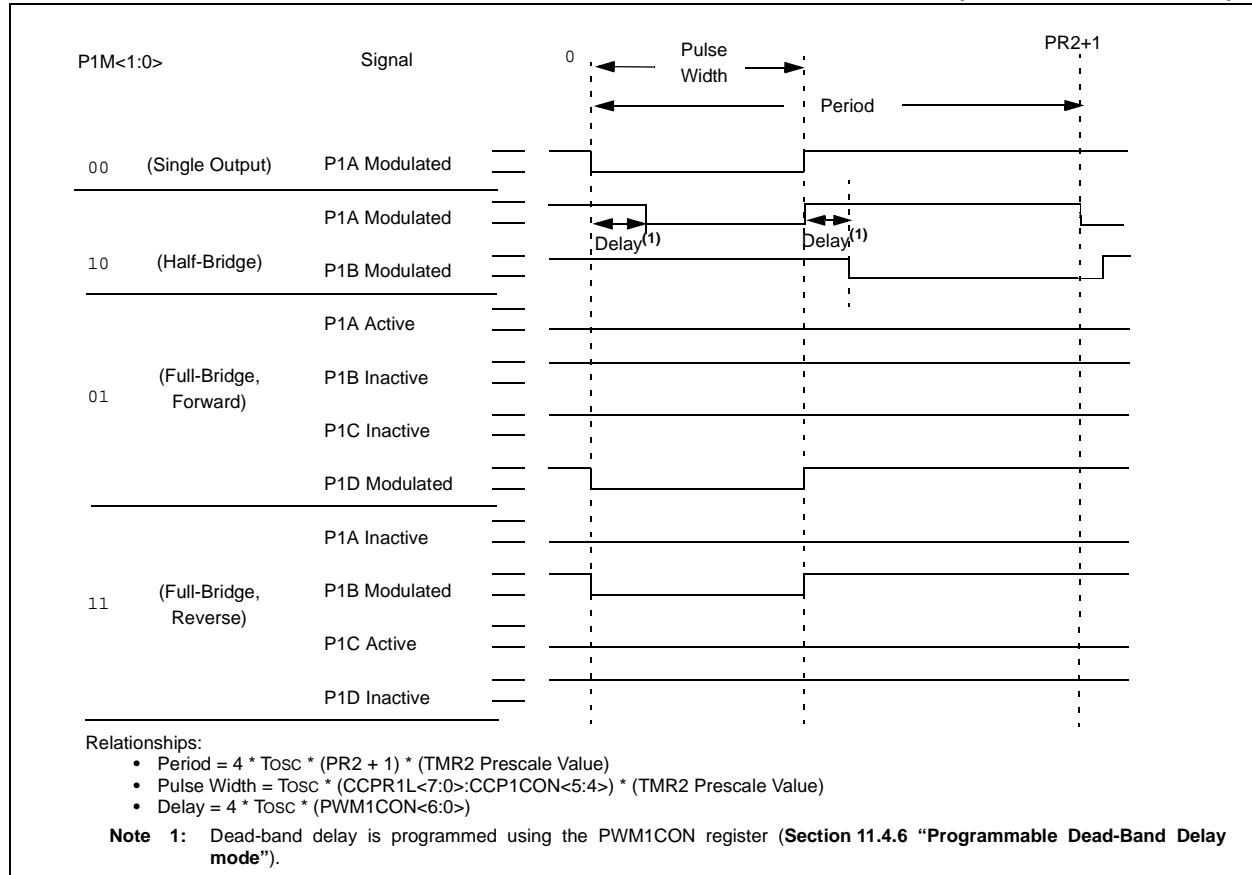 P1M<1:0> Signal 0 Pulse Width PR2+1
Period
00 (Single Output) P1A Modulated
P1A Modulated
Delay(1) Delay(1)
10 (Half-Bridge) P1B Modulated
P1A Active
01 (Full-Bridge, Forward) P1B Inactive
P1C Inactive
P1D Modulated
P1A Inactive
11 (Full-Bridge, Reverse) P1B Modulated
P1C Active
P1D Inactive
Relationships:
• Period = 4 * TOSC * (PR2 + 1) * (TMR2 Prescale Value)
• Pulse Width = TOSC * (CCPR1L<7:0>:CCP1CON<5:4>) * (TMR2 Prescale Value)
• Delay = 4 * TOSC * (PWM1CON<6:0>)
Note 1: Dead-band delay is programmed using the PWM1CON register (Section 11.4.6 “Programmable Dead-Band Delay
mode”).